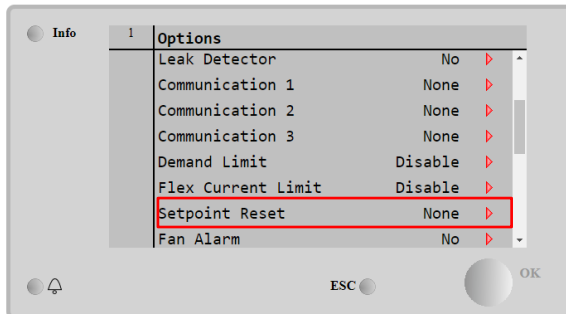 Info
1 Options
Leak Detector No
Communication 1 None
Communication 2 None
Communication 3 None
Demand Limit Disable
Flex Current Limit Disable
Setpoint Reset None
Fan Alarm No
ESC
OK